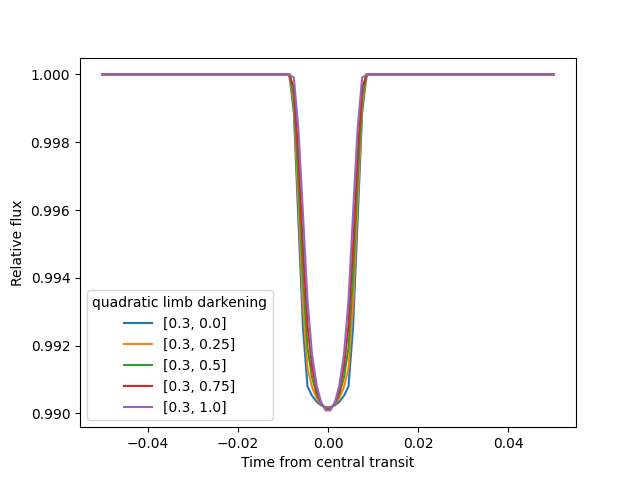 1.000
0.998
0.996
0.994
0.992
0.990
Relative flux
quadratic limb darkening
[0.3, 0.0]
[0.3, 0.25]
[0.3, 0.5]
[0.3, 0.75]
[0.3, 1.0]
−0.04 −0.02 0.00 0.02 0.04
Time from central transit